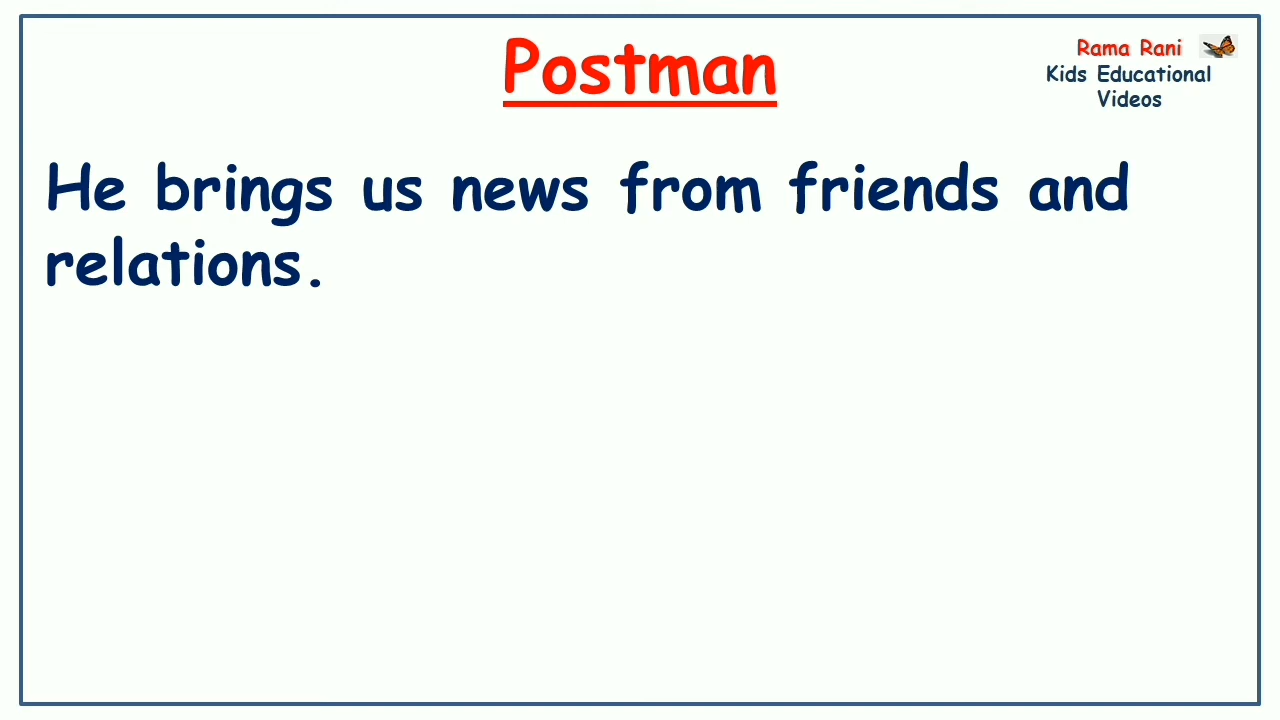 Postman
Rama Rani
Kids Educational
Videos
He brings us news from friends and
relations.